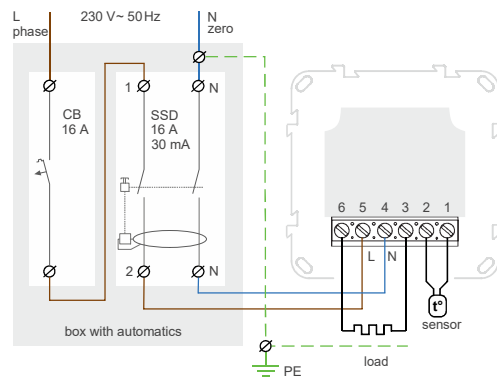 L
phase
230 V~ 50 Hz
N
zero
CB
16 A
1
SSD
16 A
30 mA
N
2
N
box with automatics
6 5 4 3 2 1
L N
t°
sensor
load
PE